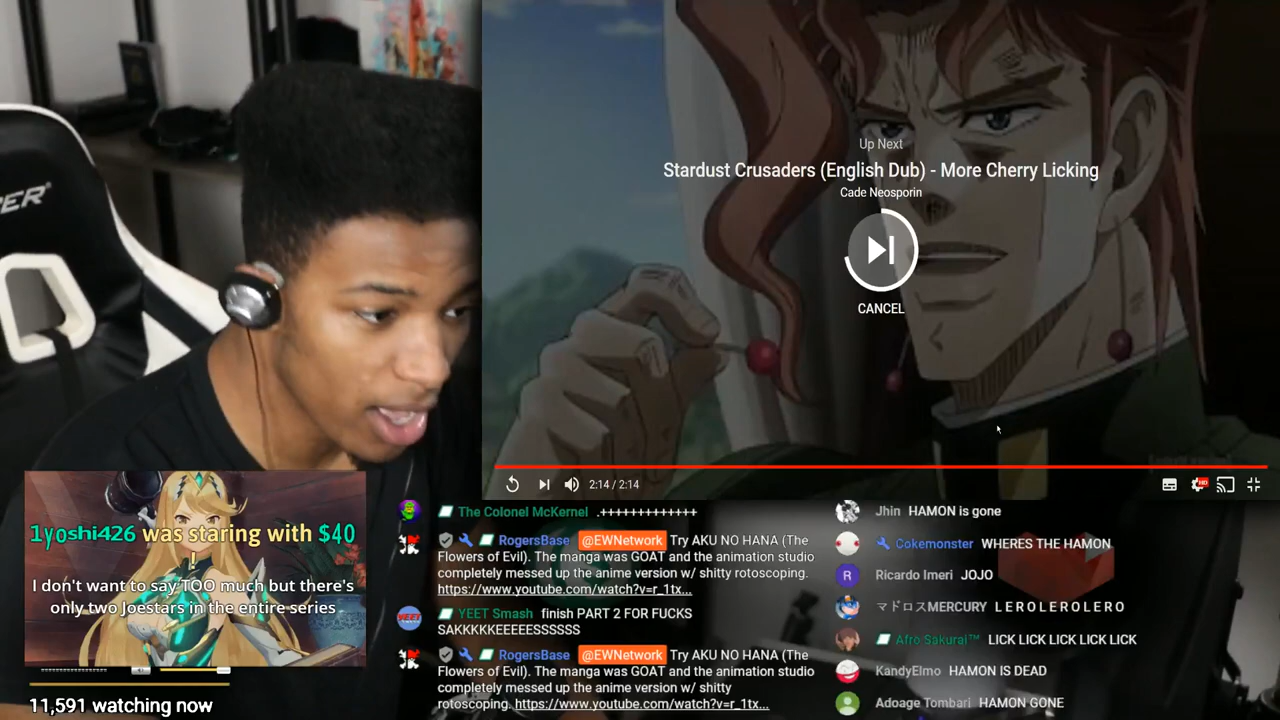 ER
Up Next
Stardust Crusaders (English Dub) - More Cherry Licking
Cade Neosporin
CANCEL
2:14 / 2:14
HD
1yoshi426 was staring with $40
!
I don't want to say TOO much but there's
only two Joestars in the entire series
11,591 watching now
The Colonel McKernel .+++++++++++++
RogersBase @EWNetwork Try AKU NO HANA (The
Flowers of Evil). The manga was GOAT and the animation studio
completely messed up the anime version w/ shitty rotoscoping.
https://www.youtube.com/watch?v=r_1tx...
YEET Smash finish PART 2 FOR FUCKS
SAKKKKKEEEEESSSSSS
RogersBase @EWNetwork Try AKU NO HANA (The
Flowers of Evil). The manga was GOAT and the animation studio
completely messed up the anime version w/ shitty
rotoscoping. https://www.youtube.com/watch?v=r_1tx...
Jhin HAMON is gone
Cokemonster WHERES THE HAMON
R Ricardo Imeri JOJO
マドロスMERCURY L E R O L E R O L E R O
Afro Sakurai™ LICK LICK LICK LICK LICK
KandyElmo HAMON IS DEAD
Adoage Tombari HAMON GONE